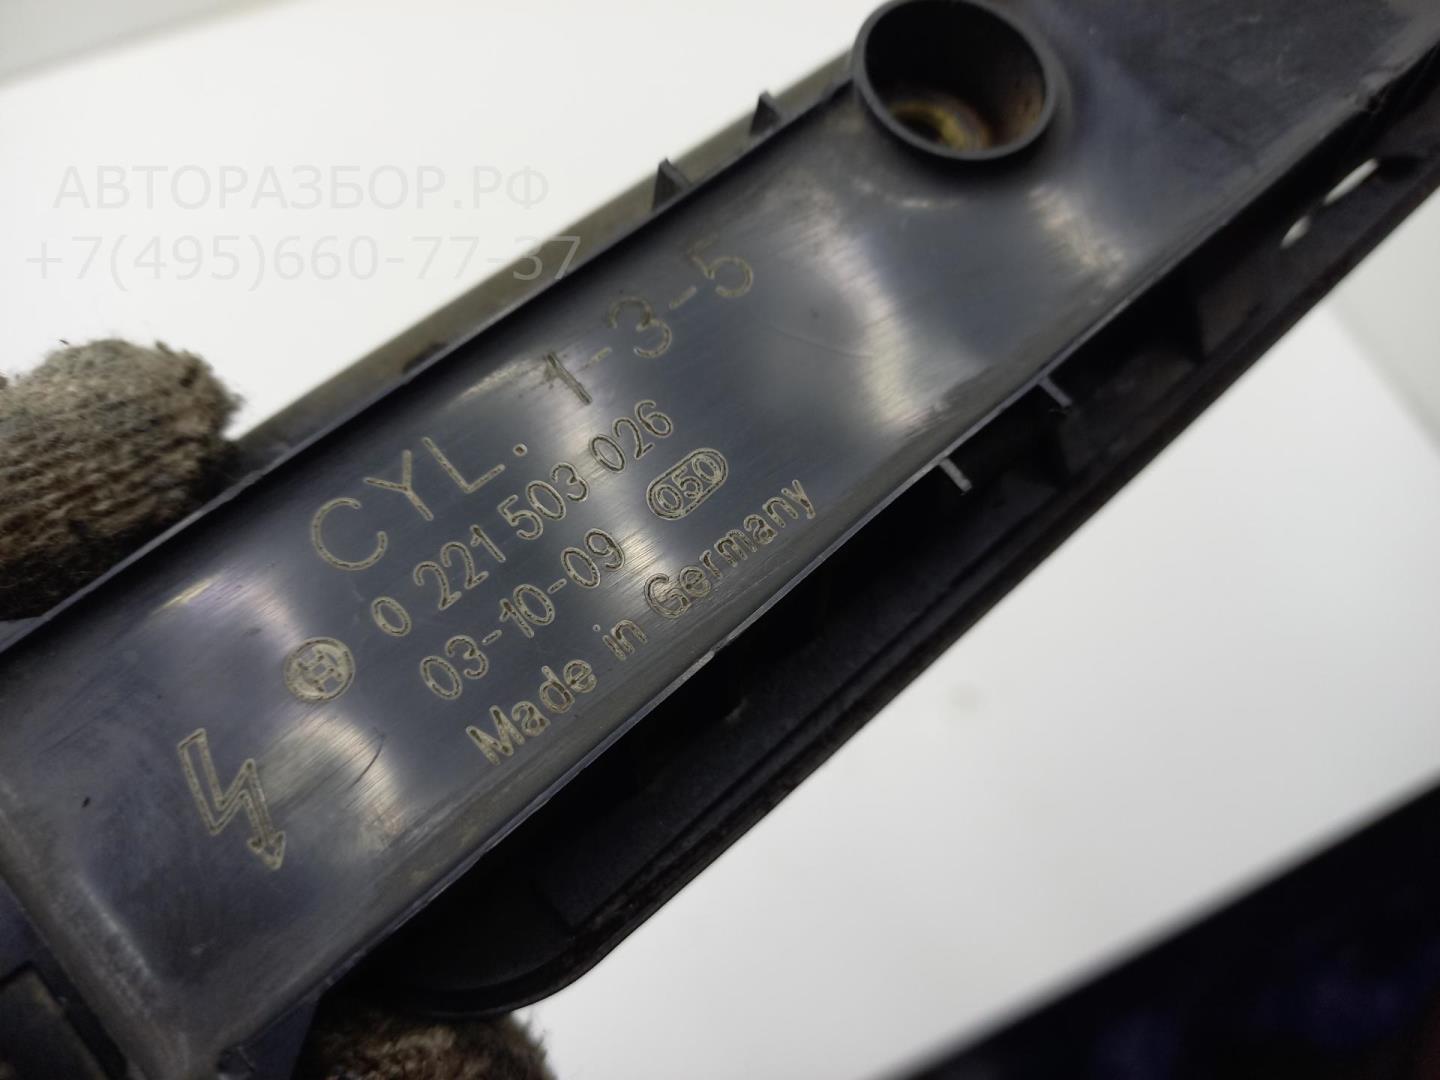 АВТОРАЗБОР.РФ
+7(495)660-77-37
CYL. 1-3-5
0 221 503 026
03-10-09 050
Made in Germany